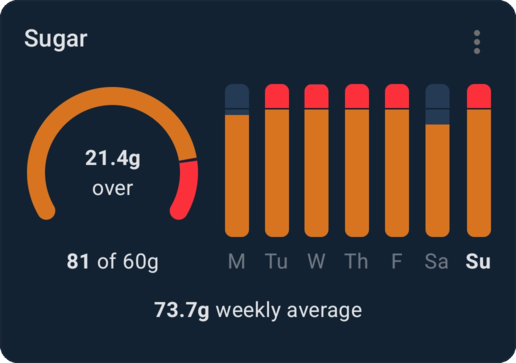 Sugar
21.4g
over
81 of 60g
M Tu W Th F Sa Su
73.7g weekly average